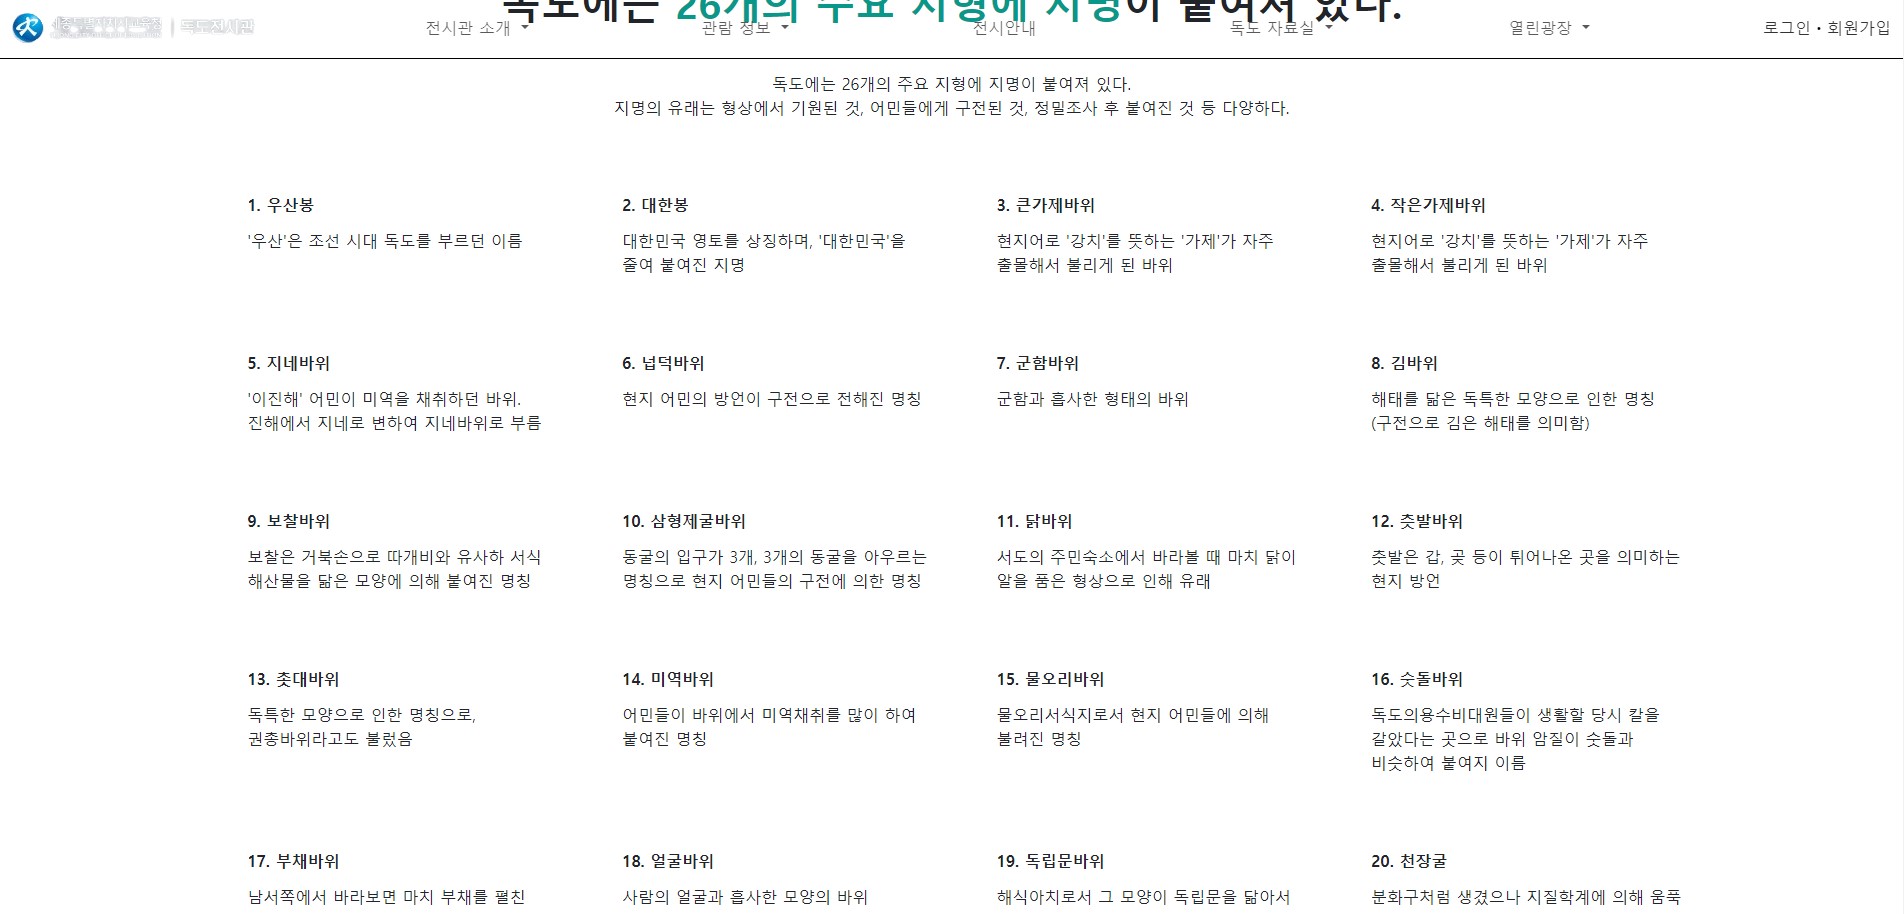 독도에는 26개의 주요 지형에 지명이 붙여져 있다.
독도전시관
전시관 소개
관람 정보
전시안내
독도 자료실
열린광장
로그인 · 회원가입
독도에는 26개의 주요 지형에 지명이 붙여져 있다.
지명의 유래는 형상에서 기원된 것, 어민들에게 구전된 것, 정밀조사 후 붙여진 것 등 다양하다.
1. 우산봉
'우산'은 조선 시대 독도를 부르던 이름
2. 대한봉
대한민국 영토를 상징하며, '대한민국'을
줄여 붙여진 지명
3. 큰가제바위
현지어로 '강치'를 뜻하는 '가제'가 자주
출몰해서 불리게 된 바위
4. 작은가제바위
현지어로 '강치'를 뜻하는 '가제'가 자주
출몰해서 불리게 된 바위
5. 지네바위
'이진해' 어민이 미역을 채취하던 바위.
진해에서 지네로 변하여 지네바위로 부름
6. 넙덕바위
현지 어민의 방언이 구전으로 전해진 명칭
7. 군함바위
군함과 흡사한 형태의 바위
8. 김바위
해태를 닮은 독특한 모양으로 인한 명칭
(구전으로 김은 해태를 의미함)
9. 보찰바위
보찰은 거북손으로 따개비와 유사하 서식
해산물을 닮은 모양에 의해 붙여진 명칭
10. 삼형제굴바위
동굴의 입구가 3개, 3개의 동굴을 아우르는
명칭으로 현지 어민들의 구전에 의한 명칭
11. 닭바위
서도의 주민숙소에서 바라볼 때 마치 닭이
알을 품은 형상으로 인해 유래
12. 춧발바위
춧발은 갑, 곶 등이 튀어나온 곳을 의미하는
현지 방언
13. 촛대바위
독특한 모양으로 인한 명칭으로,
권총바위라고도 불렀음
14. 미역바위
어민들이 바위에서 미역채취를 많이 하여
붙여진 명칭
15. 물오리바위
물오리서식지로서 현지 어민들에 의해
불려진 명칭
16. 숫돌바위
독도의용수비대원들이 생활할 당시 칼을
갈았다는 곳으로 바위 암질이 숫돌과
비슷하여 붙여지 이름
17. 부채바위
남서쪽에서 바라보면 마치 부채를 펼친
18. 얼굴바위
사람의 얼굴과 흡사한 모양의 바위
19. 독립문바위
해식아치로서 그 모양이 독립문을 닮아서
20. 천장굴
분화구처럼 생겼으나 지질학계에 의해 움푹